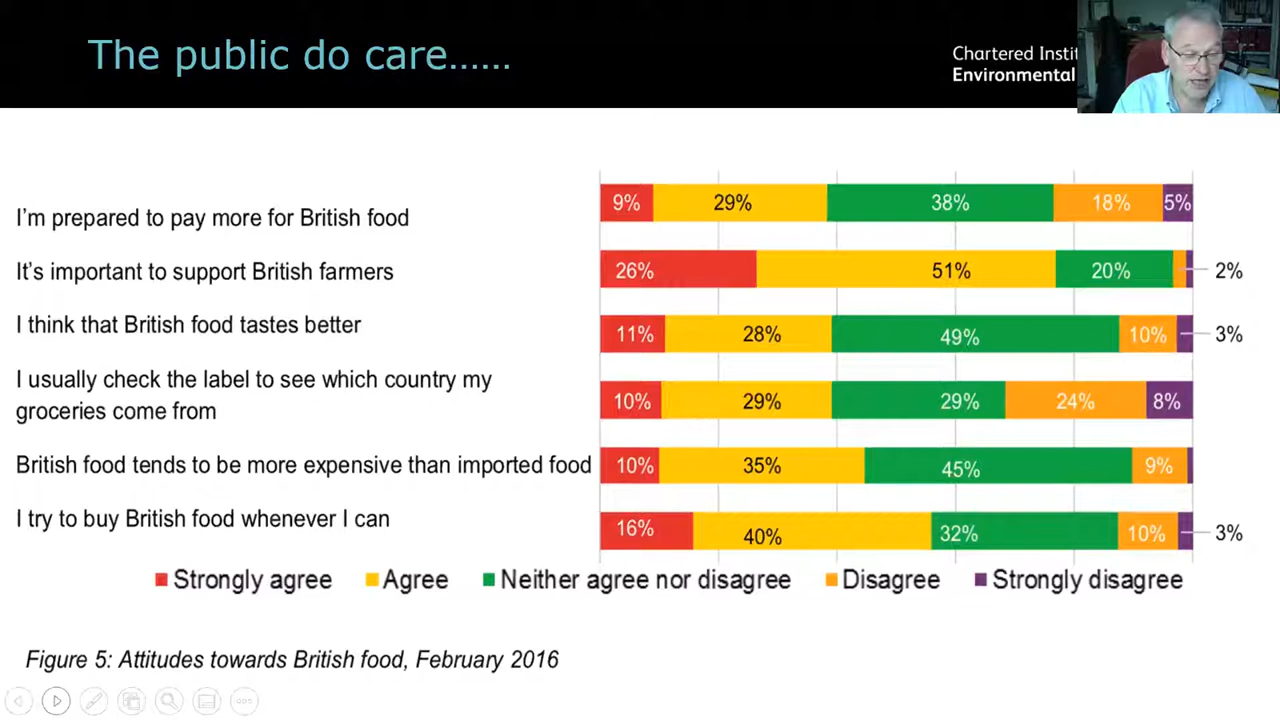 The public do care......
Chartered
Environmental
I'm prepared to pay more for British food
9% 29% 38% 18% 5%
It's important to support British farmers
26% 51% 20% 2%
I think that British food tastes better
11% 28% 49% 10% 3%
I usually check the label to see which country my
groceries come from
10% 29% 29% 24% 8%
British food tends to be more expensive than imported food
10% 35% 45% 9%
I try to buy British food whenever I can
16% 40% 32% 10% 3%
Strongly agree Agree Neither agree nor disagree Disagree Strongly disagree
Figure 5: Attitudes towards British food, February 2016